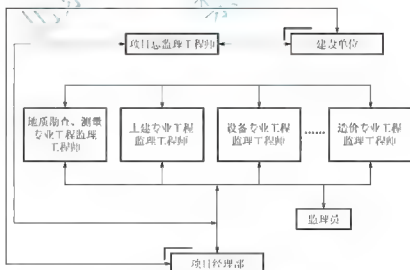 项目总监理工程师
建设单位
地质勘查、测量
专业工程监理
工程师
土建专业工程
监理工程师
设备专业工程
监理工程师
……
造价专业工程
监理工程师
监理员
项目经理部